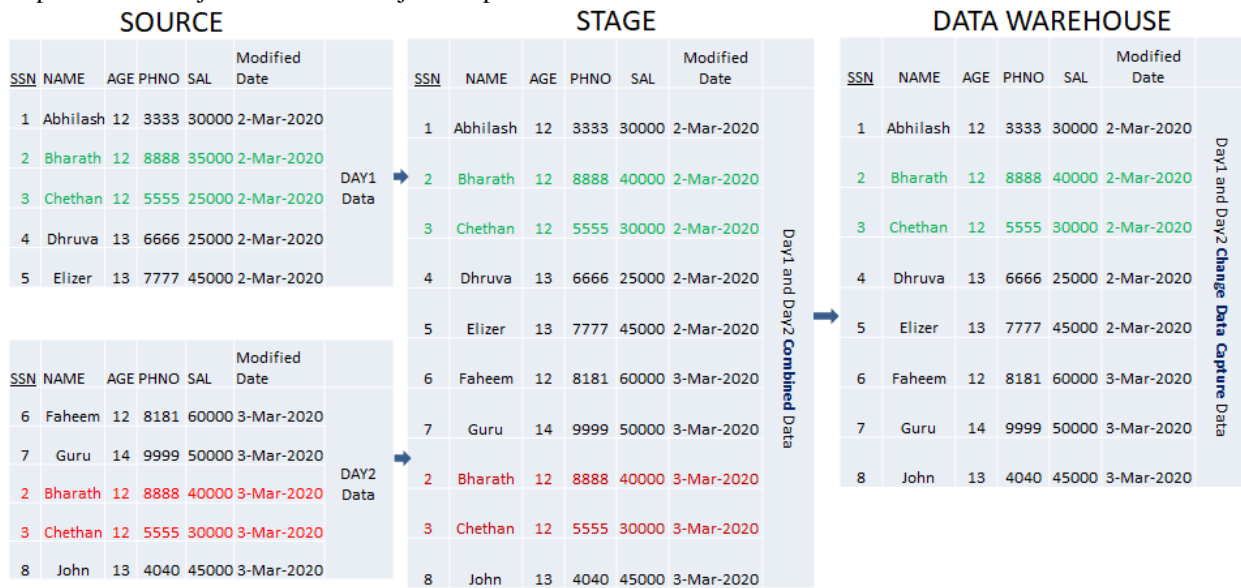 SOURCE
SSN NAME AGE PHNO SAL Modified Date
1 Abhilash 12 3333 30000 2-Mar-2020
2 Bharath 12 8888 35000 2-Mar-2020
3 Chethan 12 5555 25000 2-Mar-2020
4 Dhruva 13 6666 25000 2-Mar-2020
5 Elizer 13 7777 45000 2-Mar-2020
DAY1 Data
SSN NAME AGE PHNO SAL Modified Date
6 Faheem 12 8181 60000 3-Mar-2020
7 Guru 14 9999 50000 3-Mar-2020
2 Bharath 12 8888 40000 3-Mar-2020
3 Chethan 12 5555 30000 3-Mar-2020
8 John 13 4040 45000 3-Mar-2020
DAY2 Data
STAGE
SSN NAME AGE PHNO SAL Modified Date
1 Abhilash 12 3333 30000 2-Mar-2020
2 Bharath 12 8888 40000 2-Mar-2020
3 Chethan 12 5555 30000 2-Mar-2020
4 Dhruva 13 6666 25000 2-Mar-2020
5 Elizer 13 7777 45000 2-Mar-2020
6 Faheem 12 8181 60000 3-Mar-2020
7 Guru 14 9999 50000 3-Mar-2020
2 Bharath 12 8888 40000 3-Mar-2020
3 Chethan 12 5555 30000 3-Mar-2020
8 John 13 4040 45000 3-Mar-2020
Day1 and Day2 Combined Data
DATA WAREHOUSE
SSN NAME AGE PHNO SAL Modified Date
1 Abhilash 12 3333 30000 2-Mar-2020
2 Bharath 12 8888 40000 2-Mar-2020
3 Chethan 12 5555 30000 2-Mar-2020
4 Dhruva 13 6666 25000 2-Mar-2020
5 Elizer 13 7777 45000 2-Mar-2020
6 Faheem 12 8181 60000 3-Mar-2020
7 Guru 14 9999 50000 3-Mar-2020
8 John 13 4040 45000 3-Mar-2020
Day1 and Day2 Change Data Capture Data